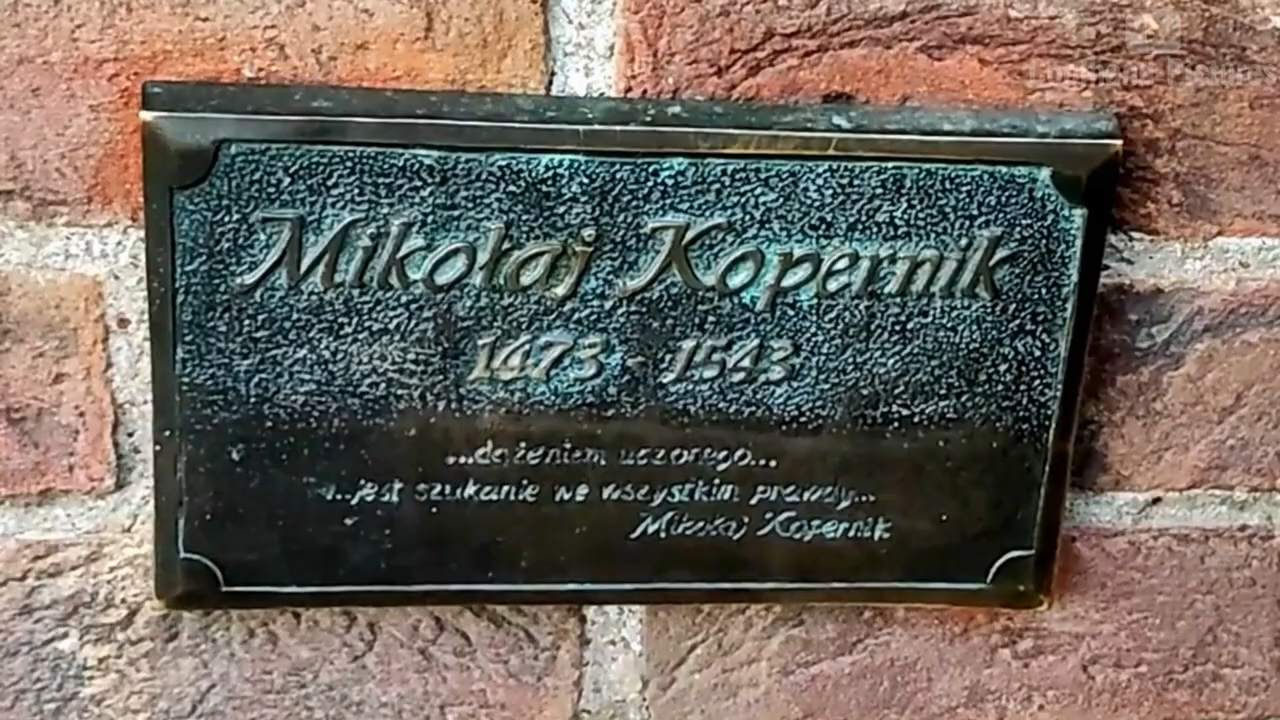 Mikołaj Kopernik
1473 - 1543
...dążeniem uczonego...
...jest szukanie we wszystkim prawdy...
Mikołaj Kopernik